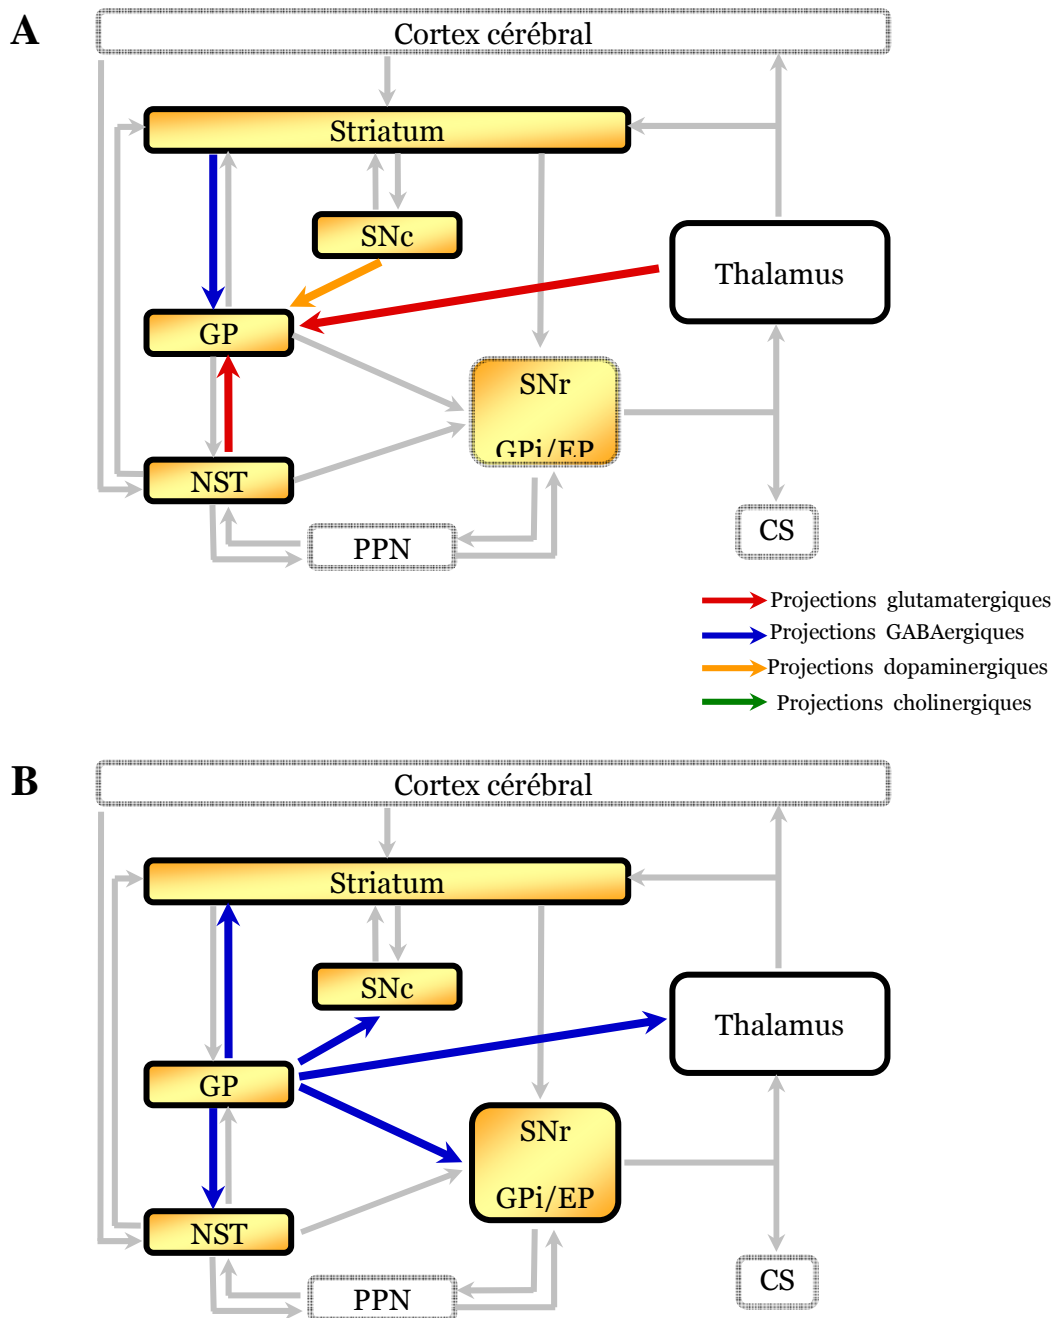 A
Cortex cérébral
Striatum
SNc
Thalamus
GP
SNr
GPi/EP
NST
PPN
CS
Projections glutamatergiques
Projections GABAergiques
Projections dopaminergiques
Projections cholinergiques
B
Cortex cérébral
Striatum
SNc
Thalamus
GP
SNr
GPi/EP
NST
PPN
CS